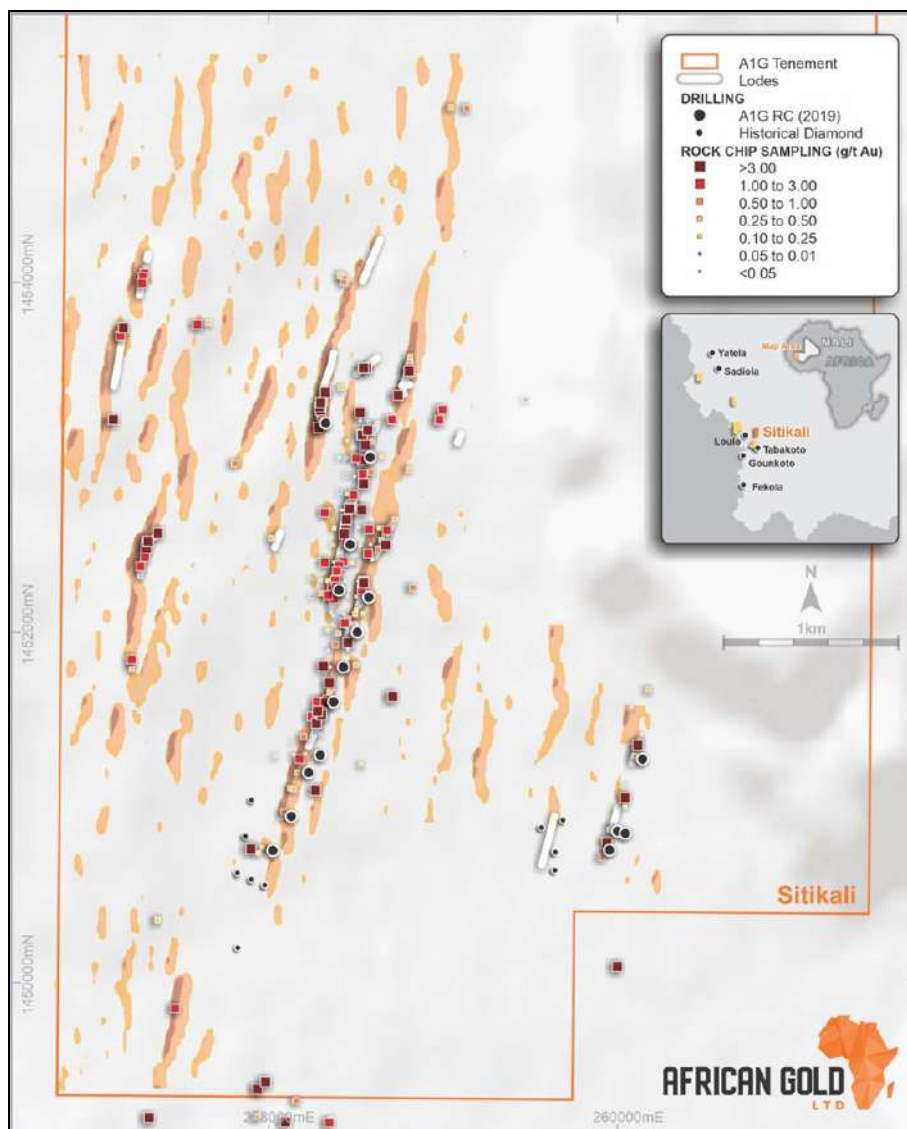 A1G Tenement
Lodes
DRILLING
A1G RC (2019)
Historical Diamond
ROCK CHIP SAMPLING (g/t Au)
>3.00
1.00 to 3.00
0.50 to 1.00
0.25 to 0.50
0.10 to 0.25
0.05 to 0.01
<0.05
1454000mN
Map Area
MALI
AFRICA
Yatela
Sadiola
Sitikali
Loulo
Tabakoto
Gounkoto
Fekola
N
1km
1452000mN
Sitikali
1450000mN
AFRICAN GOLD
LTD
258000mE
260000mE